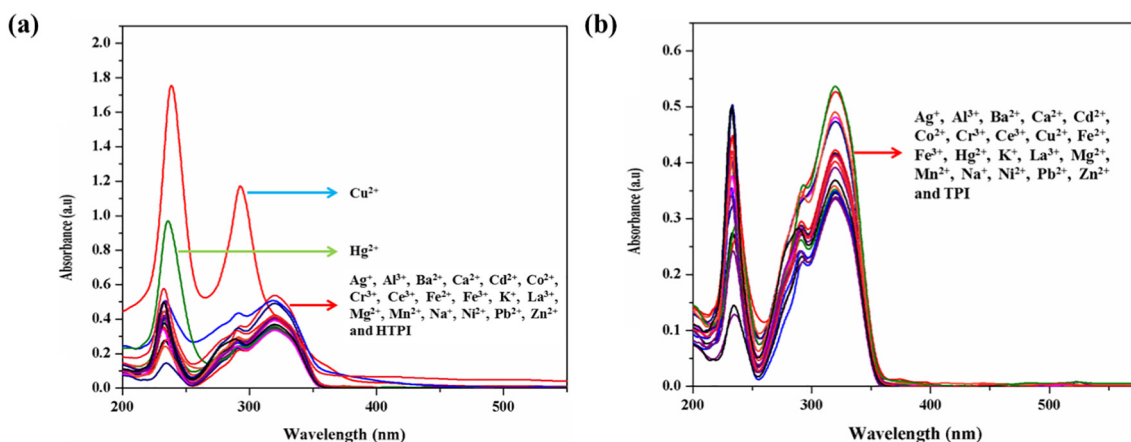 (a)
2.0
1.8
1.6
1.4
1.2
1.0
0.8
0.6
0.4
0.2
0.0
Absorbance (a.u)
200
300
400
500
Wavelength (nm)
Cu²⁺
Hg²⁺
Ag⁺, Al³⁺, Ba²⁺, Ca²⁺, Cd²⁺, Co²⁺,
Cr³⁺, Ce³⁺, Fe²⁺, Fe³⁺, K⁺, La³⁺,
Mg²⁺, Mn²⁺, Na⁺, Ni²⁺, Pb²⁺, Zn²⁺
and HTPI
(b)
0.6
0.5
0.4
0.3
0.2
0.1
0.0
Absorbance (a.u)
200
300
400
500
Wavelength (nm)
Ag⁺, Al³⁺, Ba²⁺, Ca²⁺, Cd²⁺,
Co²⁺, Cr³⁺, Ce³⁺, Cu²⁺, Fe²⁺,
Fe³⁺, Hg²⁺, K⁺, La³⁺, Mg²⁺,
Mn²⁺, Na⁺, Ni²⁺, Pb²⁺, Zn²⁺
and TPI